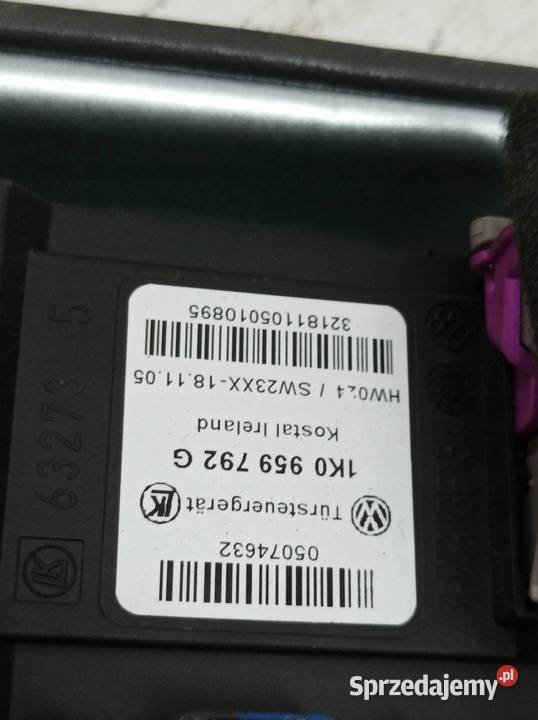 05074632
Türsteuergerät
1K0 959 792 G
Kostal Ireland
HW024 / SW23XX-18.11.05
32181105010895
63273 5
Sprzedajemy.pl